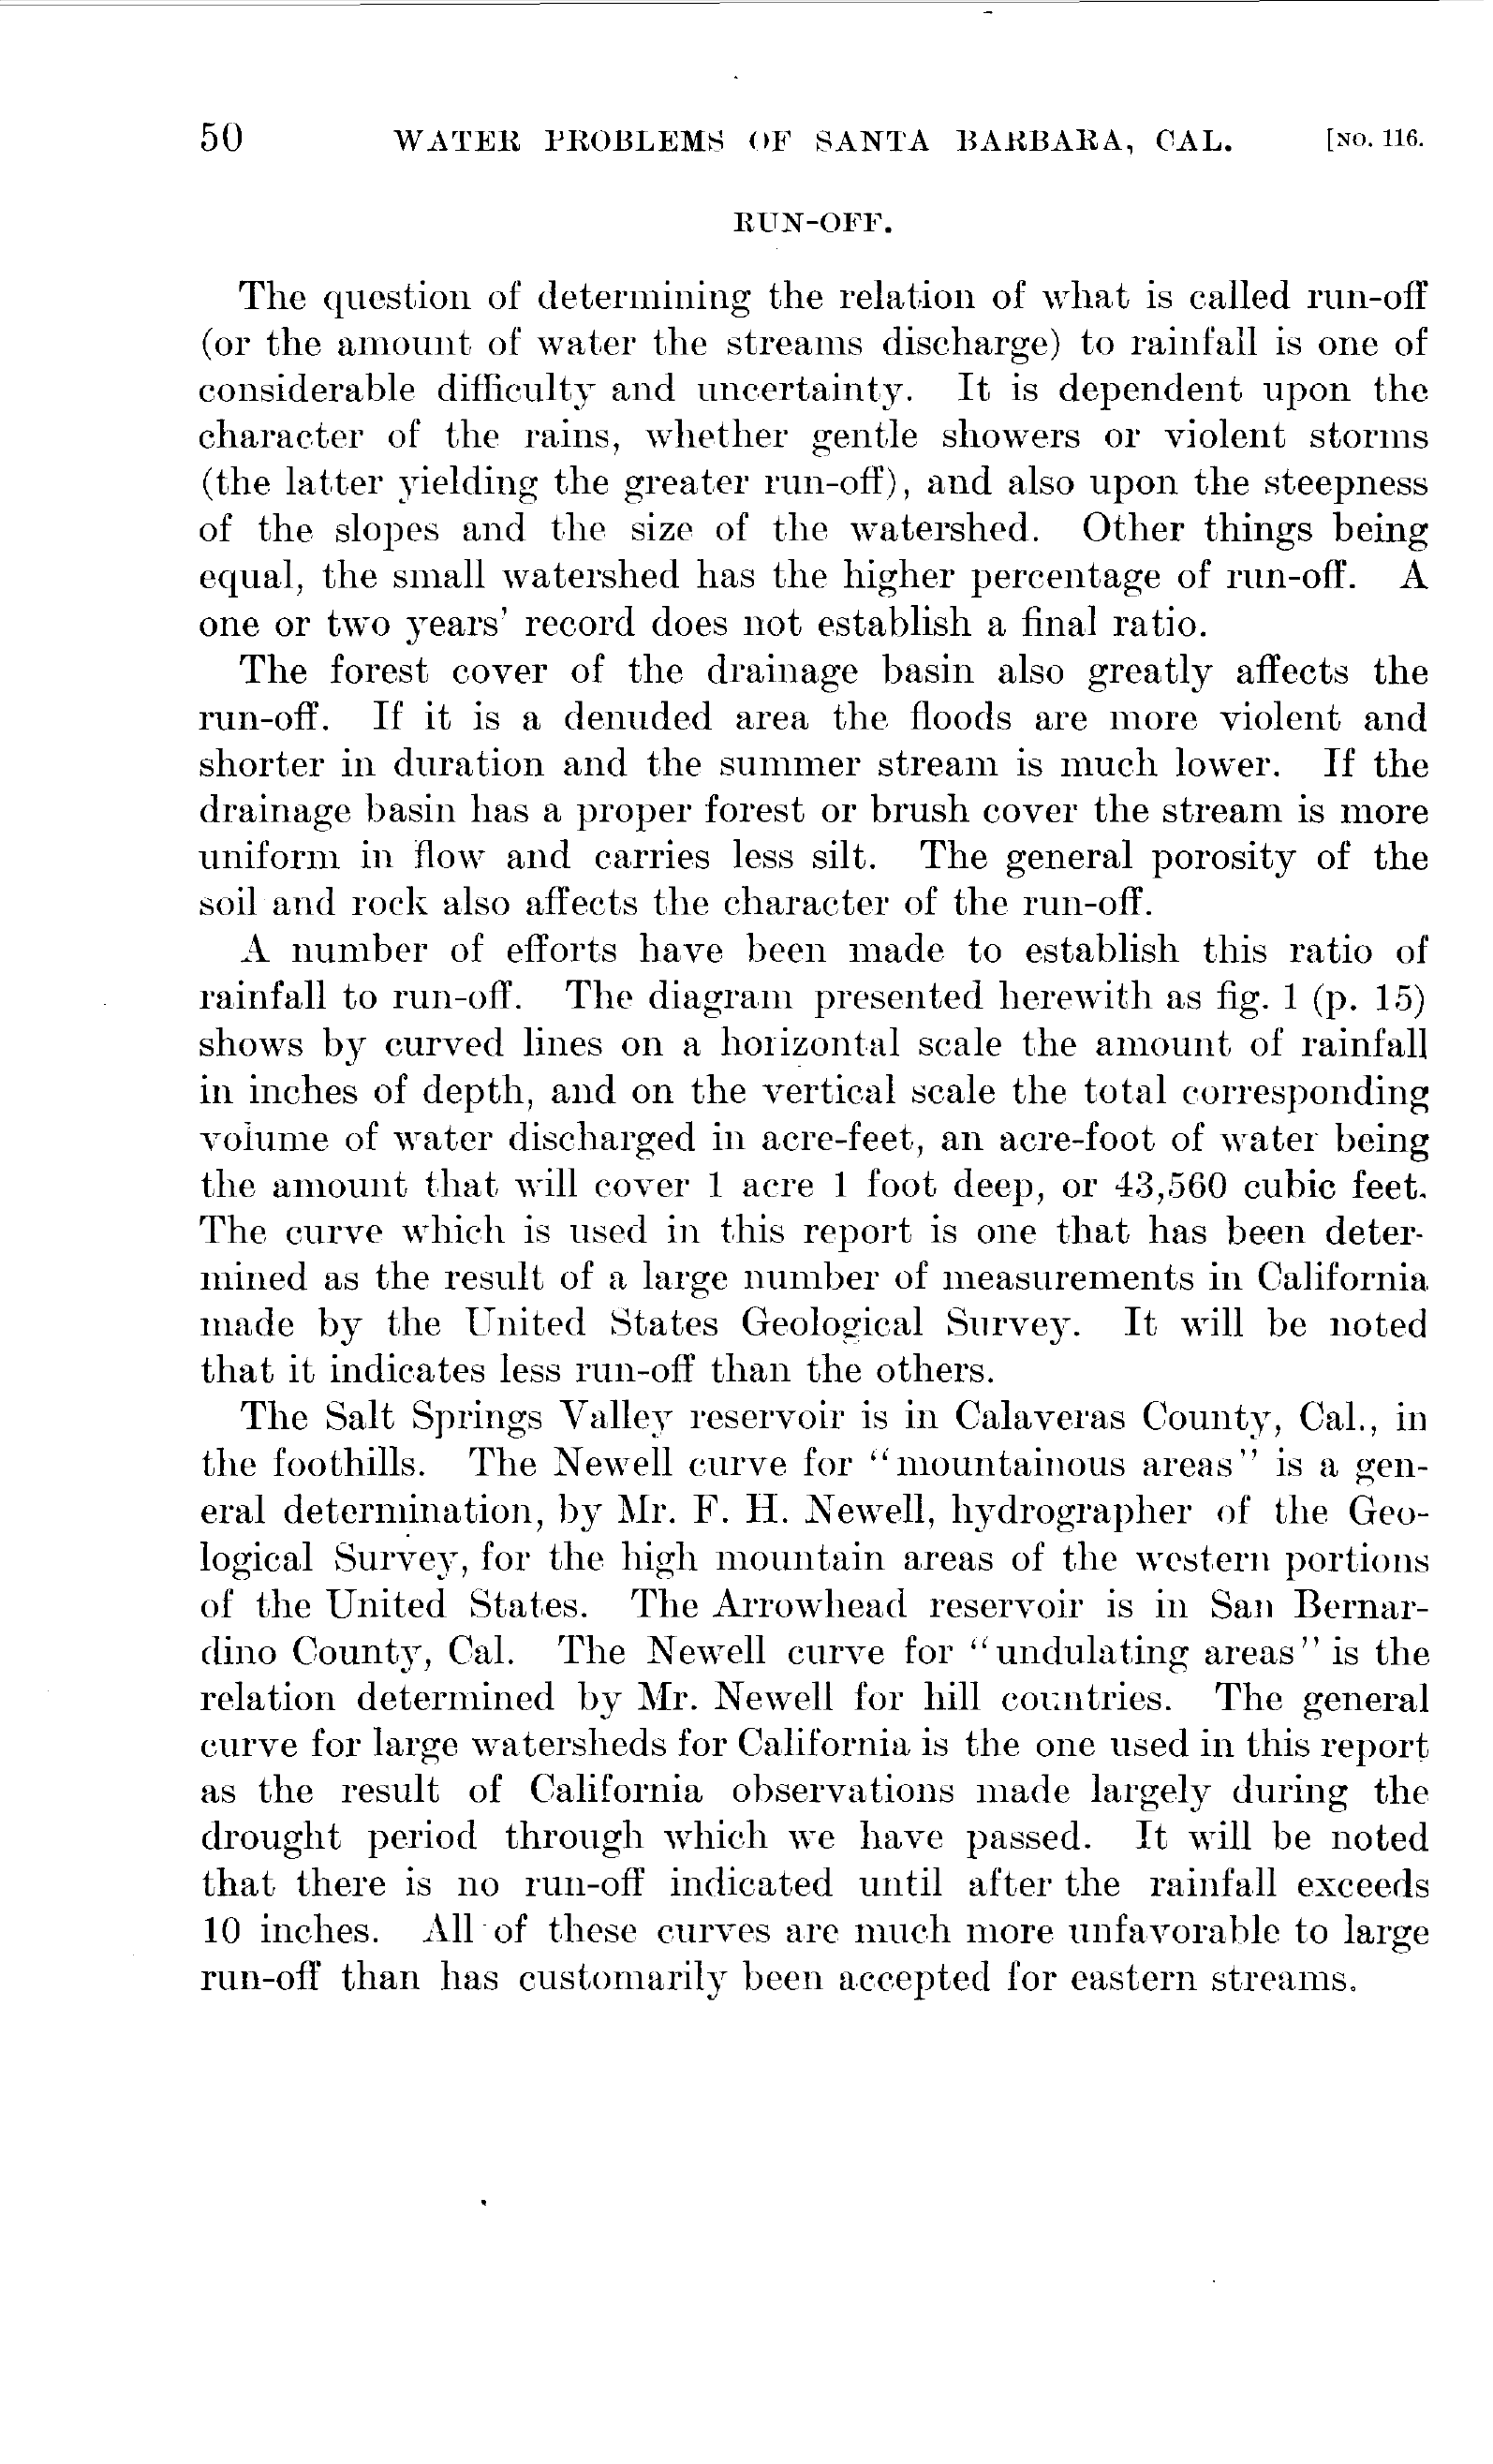 50 WATER PROBLEMS OF SANTA BARBARA, CAL. [NO. 116.
RUN-OFF.
The question of determining the relation of what is called run-off
(or the amount of water the streams discharge) to rainfall is one of
considerable difficulty and uncertainty. It is dependent upon the
character of the rains, whether gentle showers or violent storms
(the latter yielding the greater run-off), and also upon the steepness
of the slopes and the size of the watershed. Other things being
equal, the small watershed has the higher percentage of run-off. A
one or two years' record does not establish a final ratio.
The forest cover of the drainage basin also greatly affects the
run-off. If it is a denuded area the floods are more violent and
shorter in duration and the summer stream is much lower. If the
drainage basin has a proper forest or brush cover the stream is more
uniform in flow and carries less silt. The general porosity of the
soil and rock also affects the character of the run-off.
A number of efforts have been made to establish this ratio of
rainfall to run-off. The diagram presented herewith as fig. 1 (p. 15)
shows by curved lines on a horizontal scale the amount of rainfall
in inches of depth, and on the vertical scale the total corresponding
volume of water discharged in acre-feet, an acre-foot of water being
the amount that will cover 1 acre 1 foot deep, or 43,560 cubic feet.
The curve which is used in this report is one that has been deter-
mined as the result of a large number of measurements in California
made by the United States Geological Survey. It will be noted
that it indicates less run-off than the others.
The Salt Springs Valley reservoir is in Calaveras County, Cal., in
the foothills. The Newell curve for "mountainous areas" is a gen-
eral determination, by Mr. F. H. Newell, hydrographer of the Geo-
logical Survey, for the high mountain areas of the western portions
of the United States. The Arrowhead reservoir is in San Bernar-
dino County, Cal. The Newell curve for "undulating areas" is the
relation determined by Mr. Newell for hill countries. The general
curve for large watersheds for California is the one used in this report
as the result of California observations made largely during the
drought period through which we have passed. It will be noted
that there is no run-off indicated until after the rainfall exceeds
10 inches. All of these curves are much more unfavorable to large
run-off than has customarily been accepted for eastern streams.